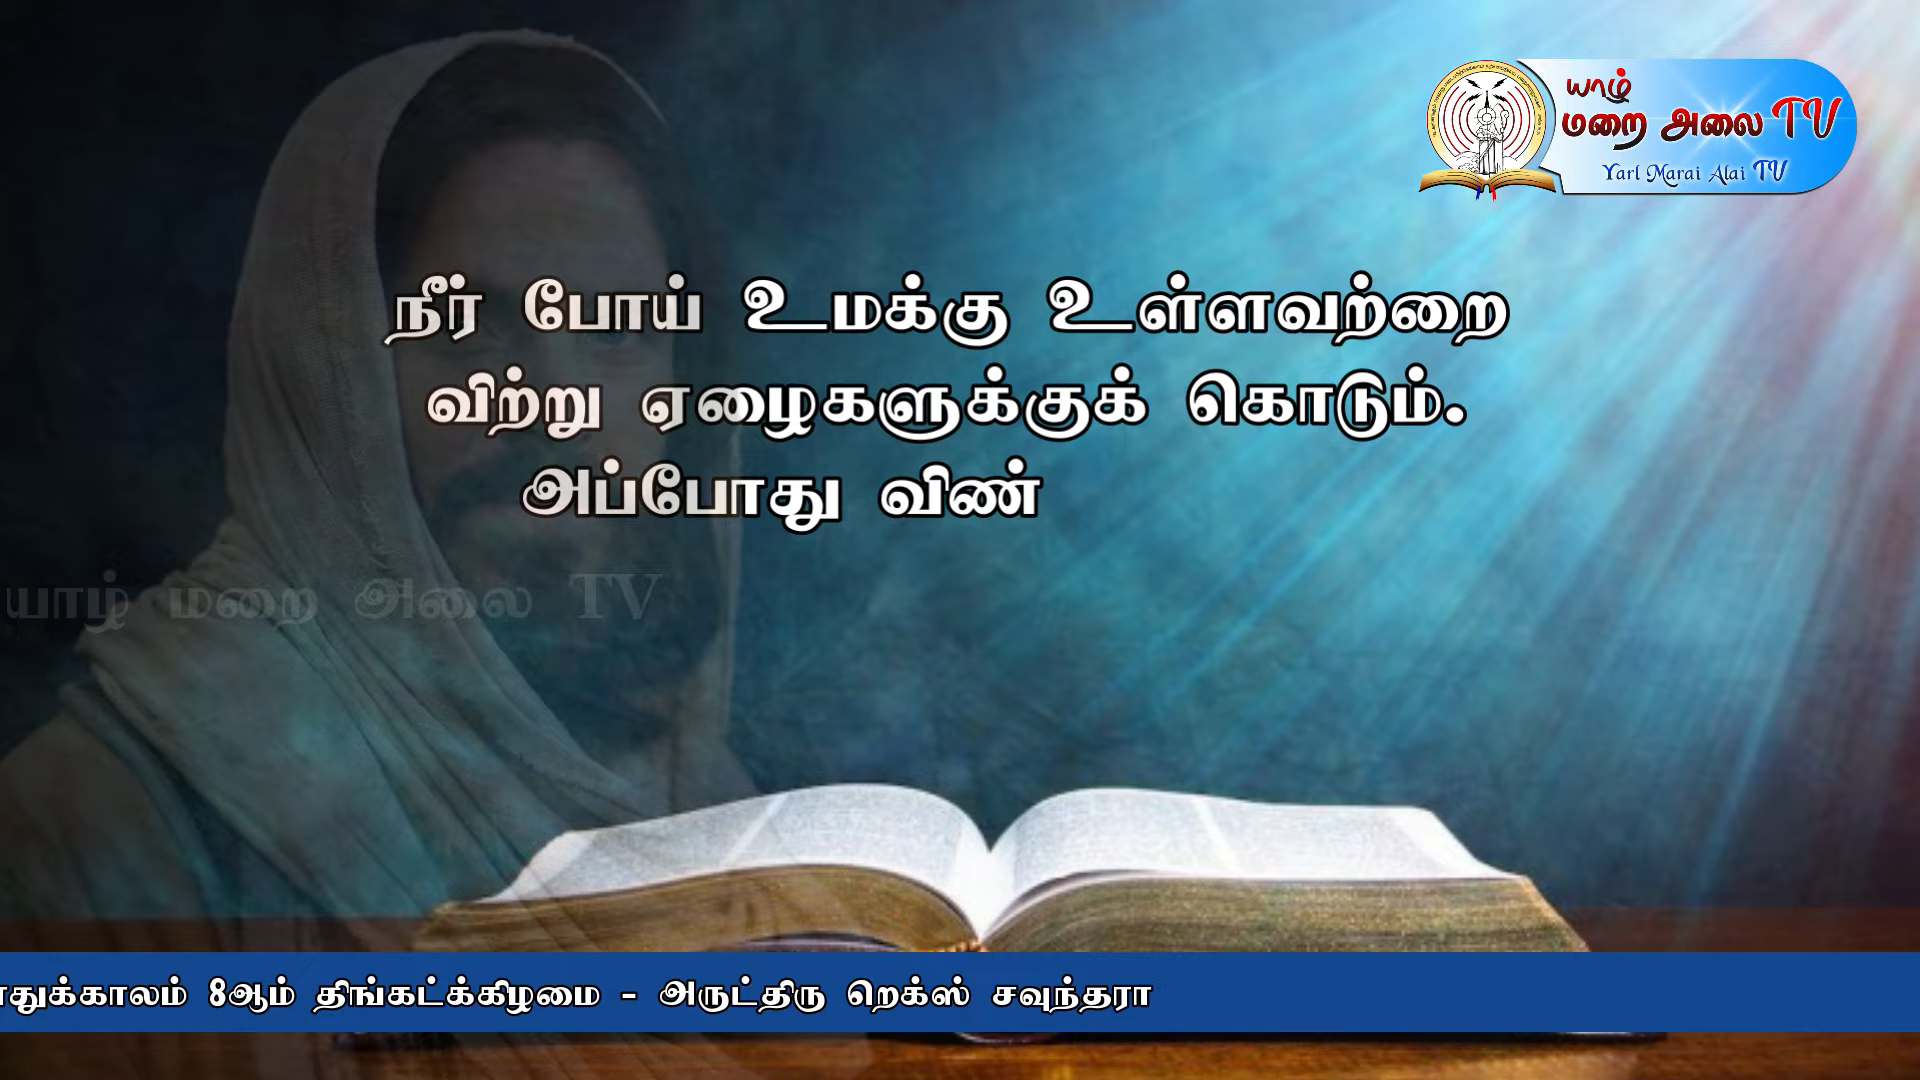 யாழ்
மறை அலை TV
Yarl Marai Alai TV
நீர் போய் உமக்கு உள்ளவற்றை
விற்று ஏழைகளுக்குக் கொடும்.
அப்போது விண்
யாழ் மறை அலை TV
துக்காலம் 8ஆம் திங்கட்க்கிழமை - அருட்திரு றெக்ஸ் சவுந்தரா